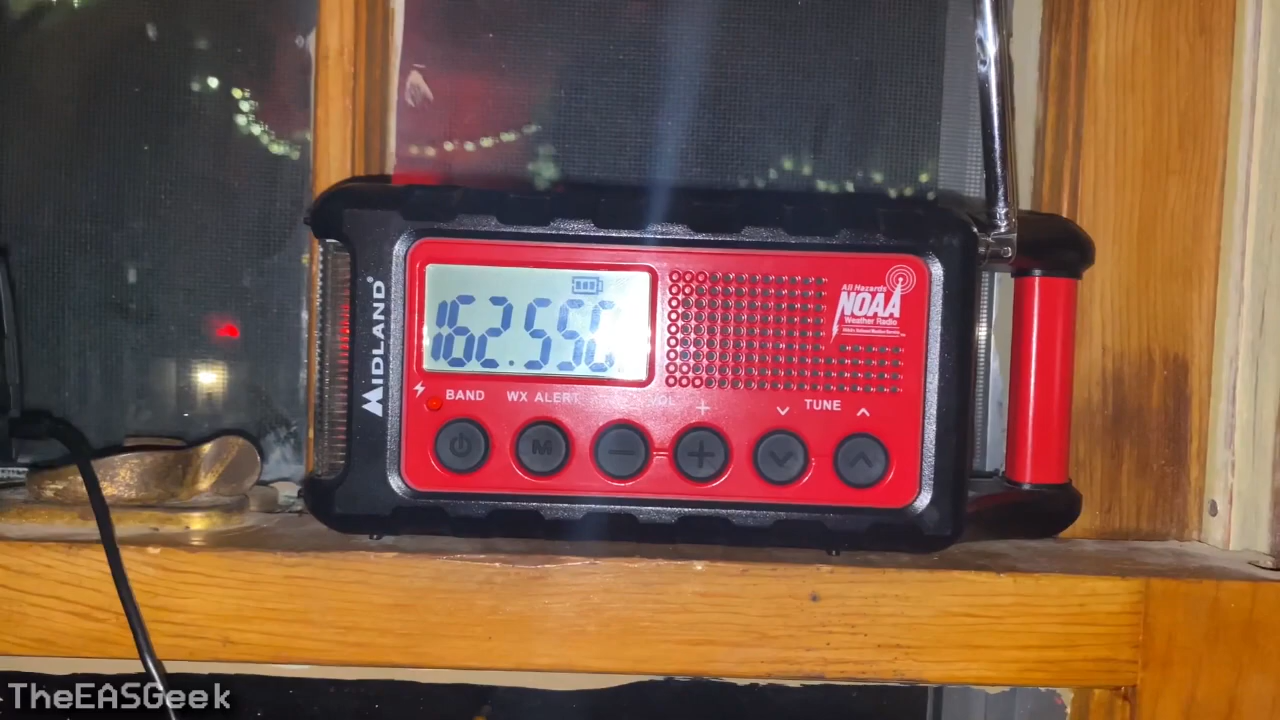 MIDLAND®
162.550
All Hazards
NOAA
Weather Radio
BAND
WX ALERT
VOL
+
TUNE
M
TheEASGeek